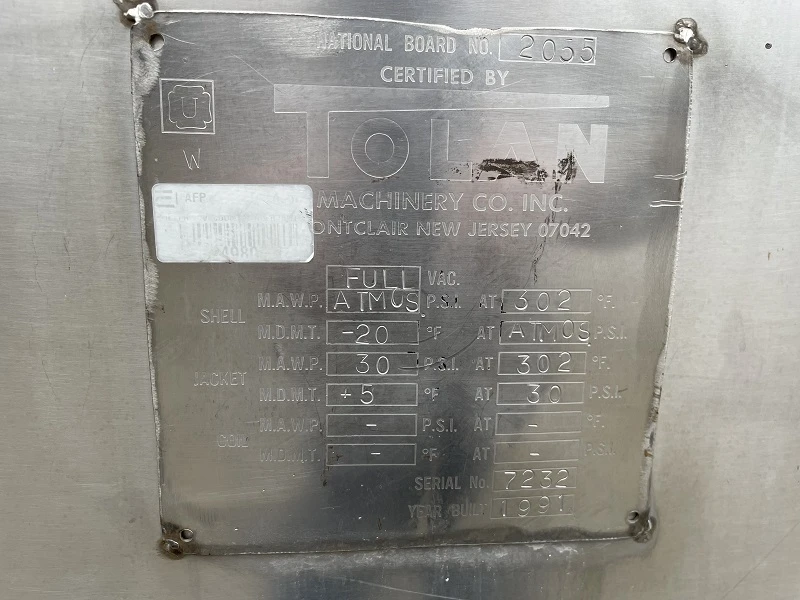 NATIONAL BOARD NO. 2055
CERTIFIED BY
U
TOLAN
W
AFP
MACHINERY CO. INC.
MONTCLAIR NEW JERSEY 07042
FULL VAC.
SHELL
M.A.W.P. ATMOS P.S.I. AT 302 °F.
M.D.M.T. -20 °F AT ATMOS P.S.I.
JACKET
M.A.W.P. 30 P.S.I. AT 302 °F.
M.D.M.T. +5 °F AT 30 P.S.I.
COIL
M.A.W.P. - P.S.I. AT - °F.
M.D.M.T. - °F. AT - P.S.I.
SERIAL No. 7232
YEAR BUILT 1991